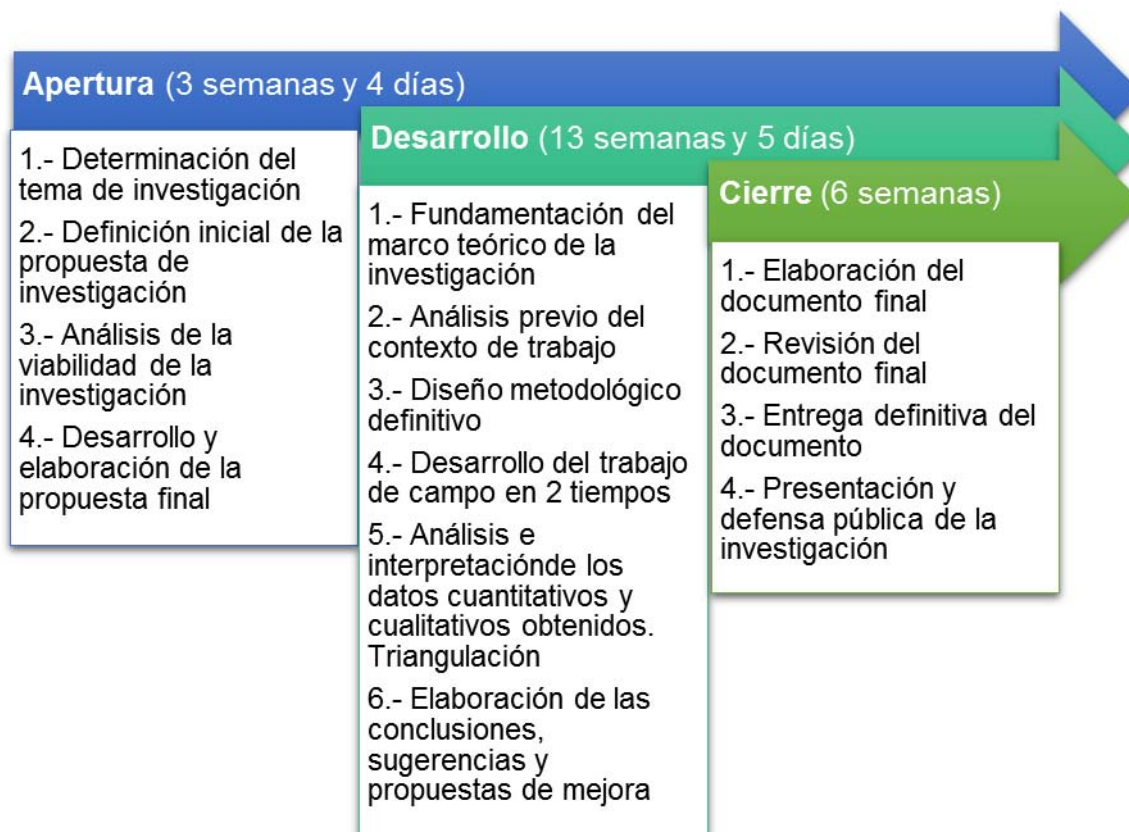 Apertura (3 semanas y 4 días)
1.- Determinación del
tema de investigación
2.- Definición inicial de la
propuesta de
investigación
3.- Análisis de la
viabilidad de la
investigación
4.- Desarrollo y
elaboración de la
propuesta final
Desarrollo (13 semanas y 5 días)
1.- Fundamentación del
marco teórico de la
investigación
2.- Análisis previo del
contexto de trabajo
3.- Diseño metodológico
definitivo
4.- Desarrollo del trabajo
de campo en 2 tiempos
5.- Análisis e
interpretaciónde los
datos cuantitativos y
cualitativos obtenidos.
Triangulación
6.- Elaboración de las
conclusiones,
sugerencias y
propuestas de mejora
Cierre (6 semanas)
1.- Elaboración del
documento final
2.- Revisión del
documento final
3.- Entrega definitiva del
documento
4.- Presentación y
defensa pública de la
investigación